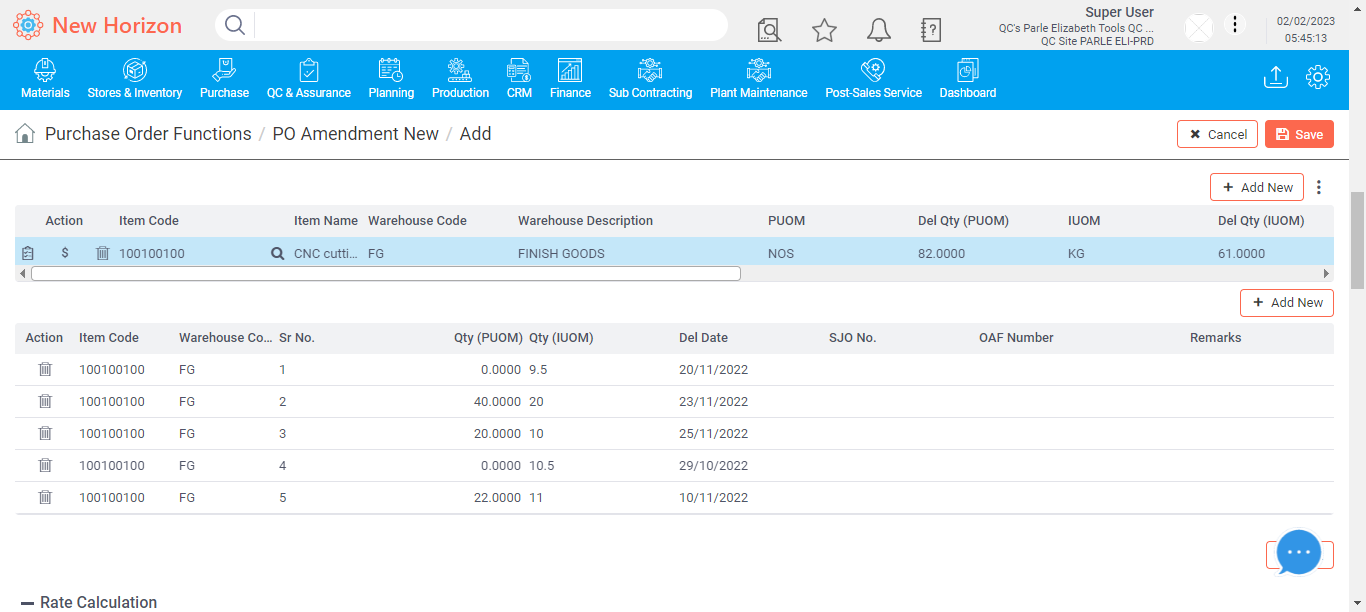 New Horizon
Super User
QC's Parle Elizabeth Tools QC ...
QC Site PARLE ELI-PRD
02/02/2023
05:45:13
Materials Stores & Inventory Purchase QC & Assurance Planning Production CRM Finance Sub Contracting Plant Maintenance Post-Sales Service Dashboard
Purchase Order Functions / PO Amendment New / Add
Cancel Save
+ Add New
Action Item Code Item Name Warehouse Code Warehouse Description PUOM Del Qty (PUOM) IUOM Del Qty (IUOM)
$ 100100100 CNC cutti... FG FINISH GOODS NOS 82.0000 KG 61.0000
+ Add New
Action Item Code Warehouse Co... Sr No. Qty (PUOM) Qty (IUOM) Del Date SJO No. OAF Number Remarks
100100100 FG 1 0.0000 9.5 20/11/2022
100100100 FG 2 40.0000 20 23/11/2022
100100100 FG 3 20.0000 10 25/11/2022
100100100 FG 4 0.0000 10.5 29/10/2022
100100100 FG 5 22.0000 11 10/11/2022
Rate Calculation